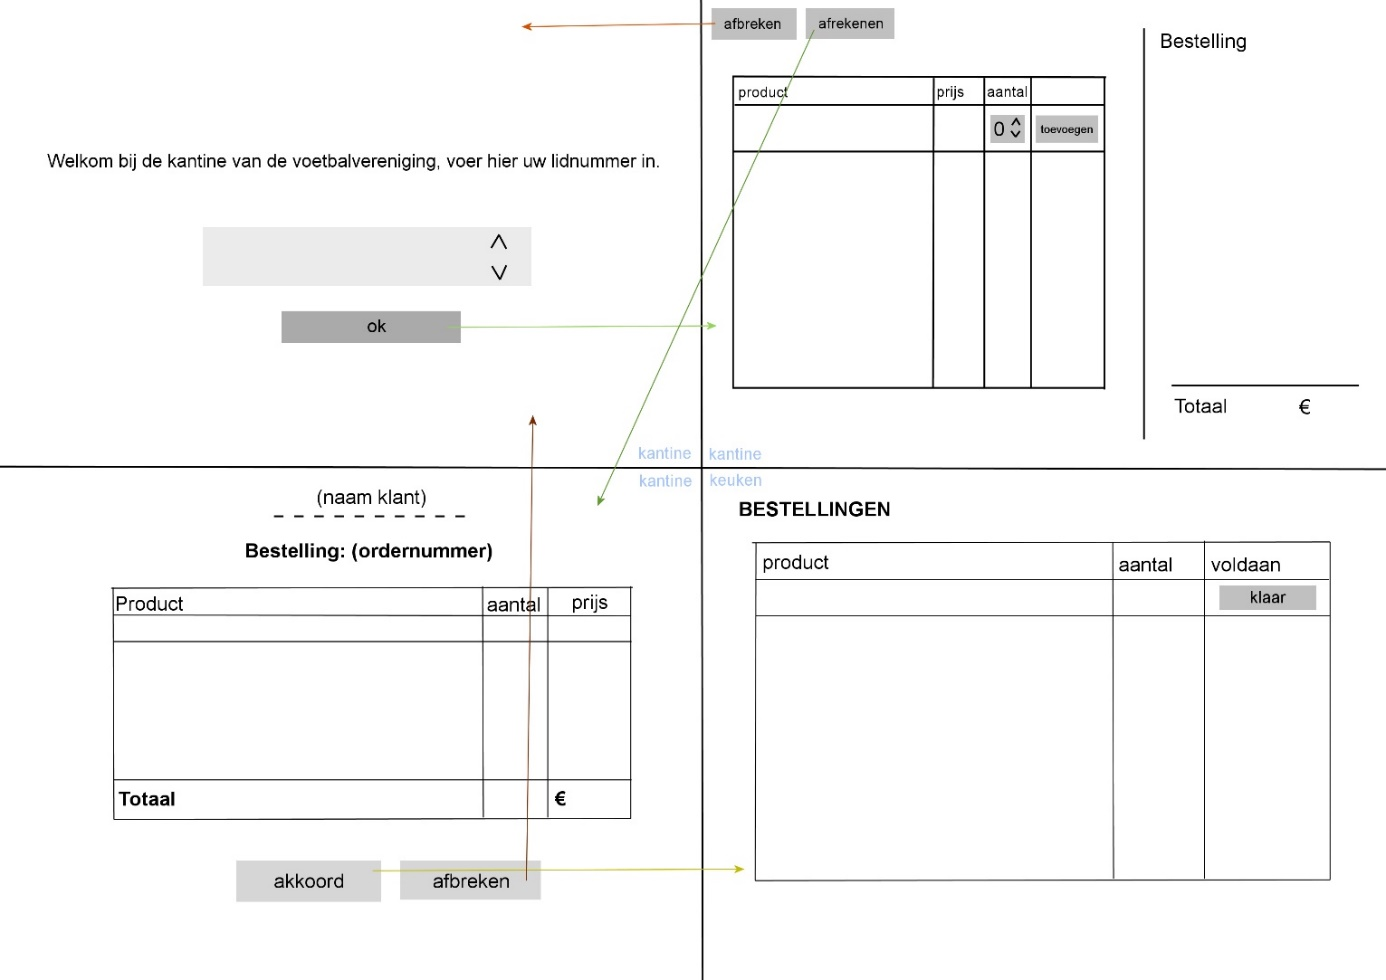 Welkom bij de kantine van de voetbalvereniging, voer hier uw lidnummer in.
ok
kantine
afbreken afrekenen
product prijs aantal
0 toevoegen
Bestelling
Totaal €
kantine
kantine
(naam klant)
Bestelling: (ordernummer)
Product aantal prijs
Totaal €
akkoord afbreken
keuken
BESTELLINGEN
product aantal voldaan
klaar